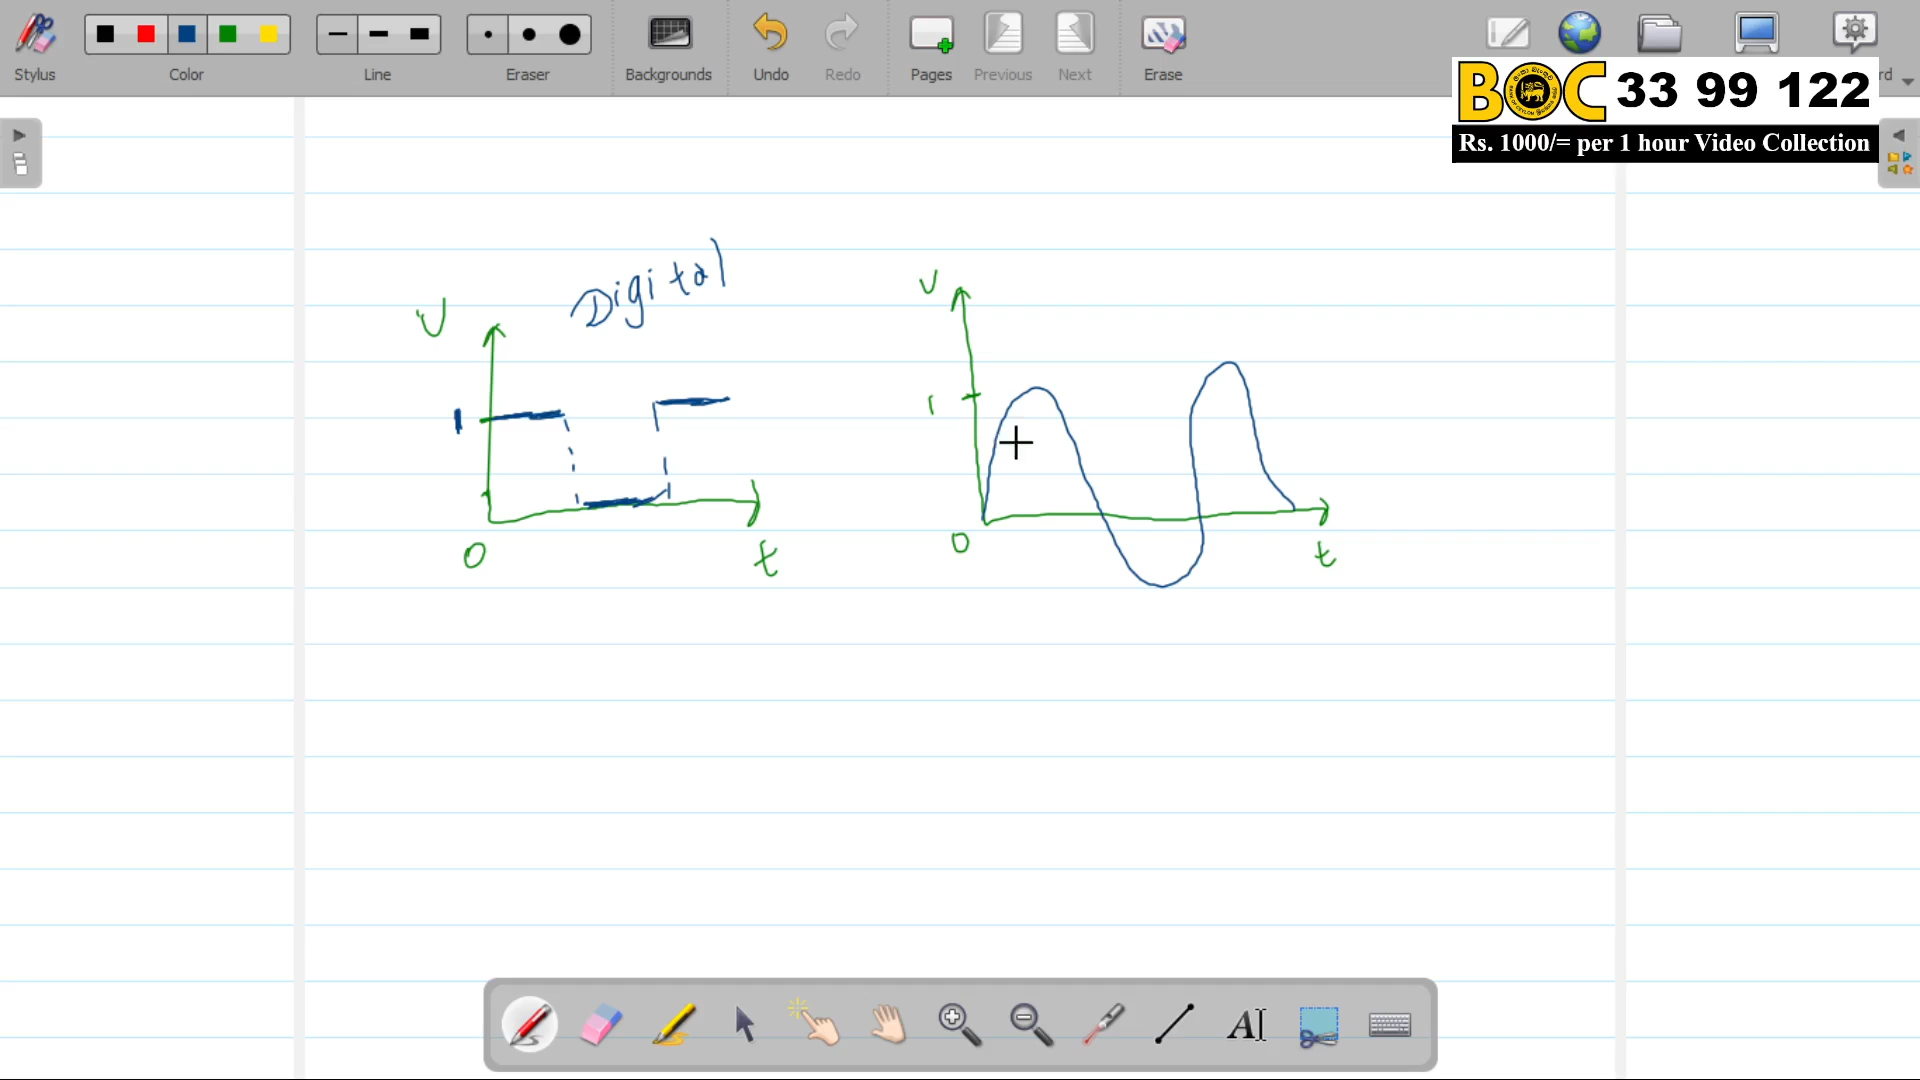 Stylus Color Line Eraser Backgrounds Undo Redo Pages Previous Next Erase
BOC 33 99 122
Rs. 1000/= per 1 hour Video Collection
Digital
V
1
0
t
V
1
0
t